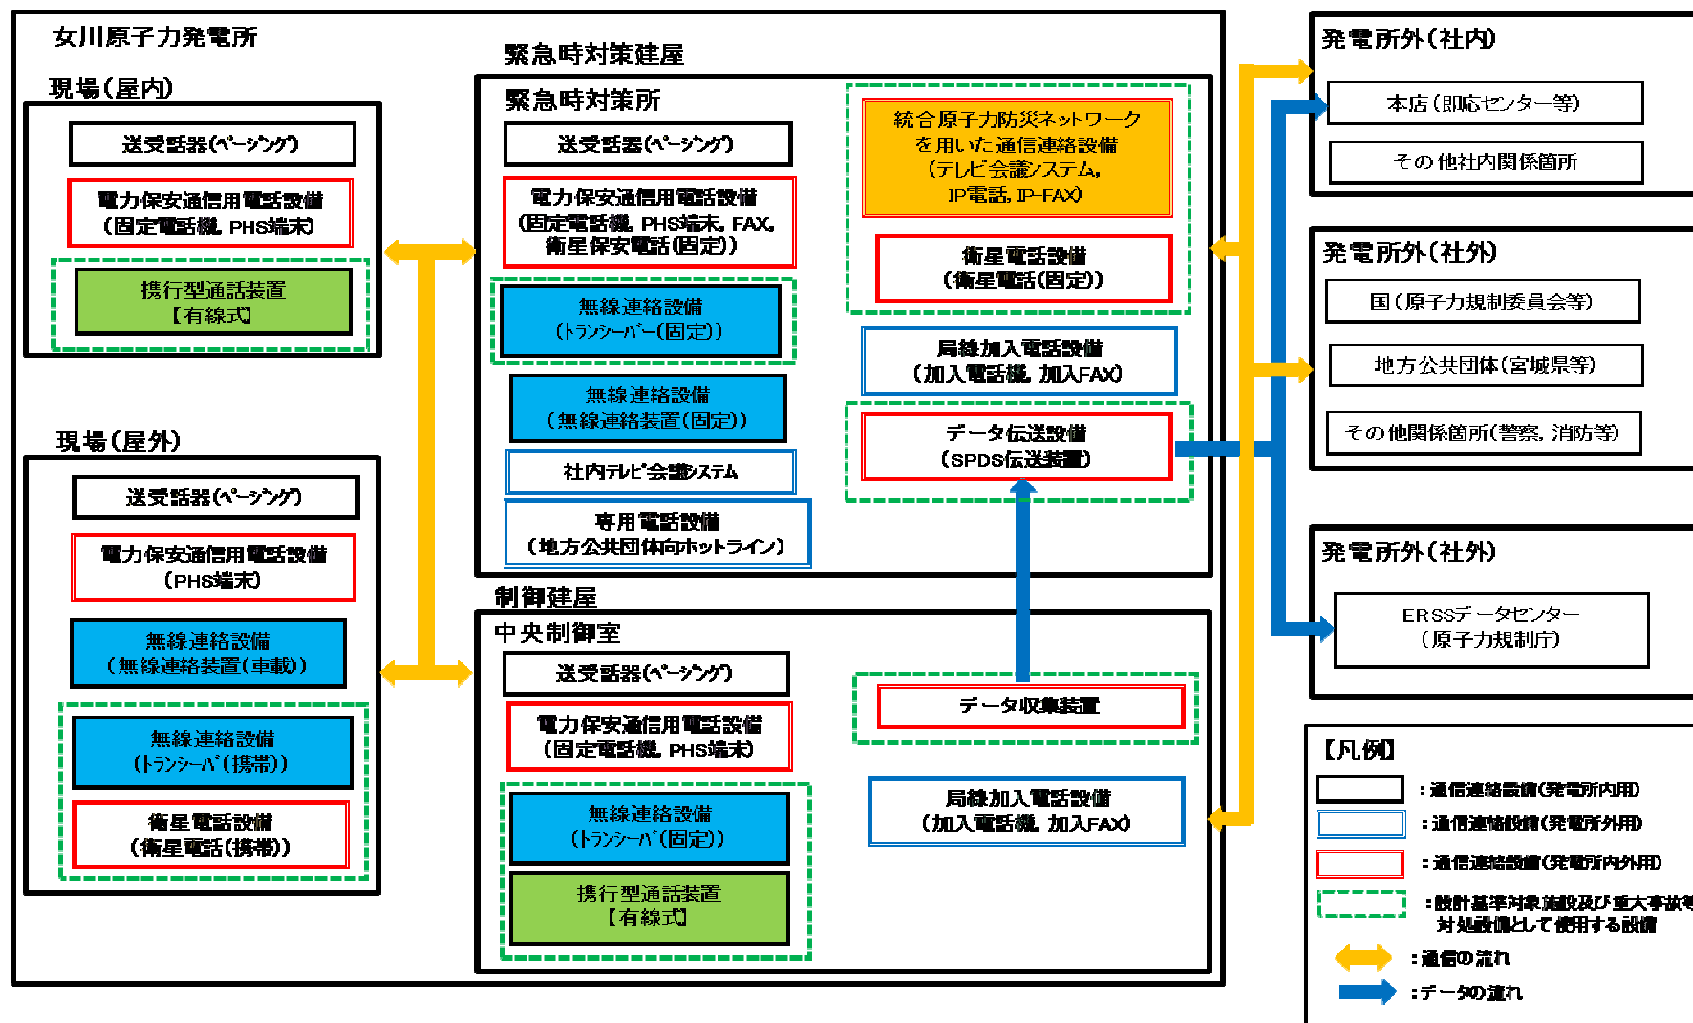 女川原子力発電所
現場(屋内)
送受話器(ページング)
電力保安通信用電話設備
(固定電話機, PHS端末)
携行型通話装置
【有線式】
現場(屋外)
送受話器(ページング)
電力保安通信用電話設備
(PHS端末)
無線連絡設備
(無線連絡装置(車載))
無線連絡設備
(トランシーバ(携帯))
衛星電話設備
(衛星電話(携帯))
緊急時対策建屋
緊急時対策所
送受話器(ページング)
電力保安通信用電話設備
(固定電話機, PHS端末, FAX,
衛星保安電話(固定))
無線連絡設備
(トランシーバー(固定))
無線連絡設備
(無線連絡装置(固定))
社内テレビ会議システム
専用電話設備
(地方公共団体向ホットライン)
統合原子力防災ネットワーク
を用いた通信連絡設備
(テレビ会議システム,
IP電話, IP-FAX)
衛星電話設備
(衛星電話(固定))
局線加入電話設備
(加入電話機, 加入FAX)
データ伝送設備
(SPDS伝送装置)
制御建屋
中央制御室
送受話器(ページング)
電力保安通信用電話設備
(固定電話機, PHS端末)
無線連絡設備
(トランシーバ(固定))
携行型通話装置
【有線式】
データ収集装置
局線加入電話設備
(加入電話機, 加入FAX)
発電所外(社内)
本店(即応センター等)
その他社内関係箇所
発電所外(社外)
国(原子力規制委員会等)
地方公共団体(宮城県等)
その他関係箇所(警察, 消防等)
発電所外(社外)
ERSSデータセンター
(原子力規制庁)
【凡例】
:通信連絡設備(発電所内用)
:通信連絡設備(発電所外用)
:通信連絡設備(発電所内外用)
:設計基準対象施設及び重大事故等
対処設備として使用する設備
:通信の流れ
:データの流れ